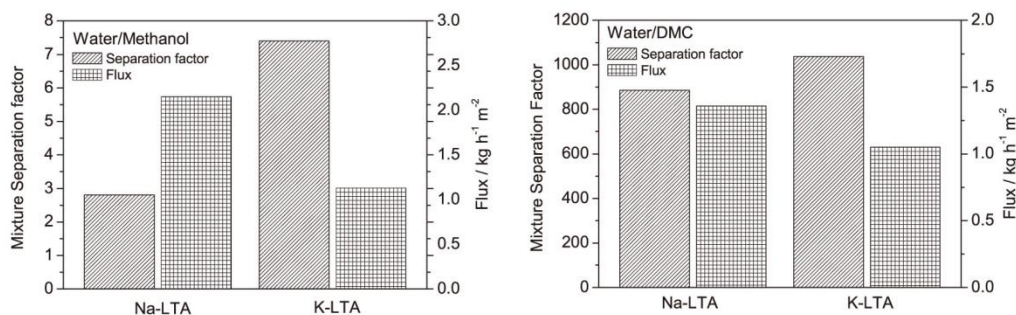 Water/Methanol
Separation factor
Flux
Mixture Separation factor
8
7
6
5
4
3
2
1
0
3.0
2.5
2.0
1.5
1.0
0.5
0.0
Flux / kg h⁻¹ m⁻²
Na-LTA K-LTA
Water/DMC
Separation factor
Flux
Mixture Separation Factor
1200
1000
800
600
400
200
0
2.0
1.5
1.0
0.5
0.0
Flux / kg h⁻¹ m⁻²
Na-LTA K-LTA